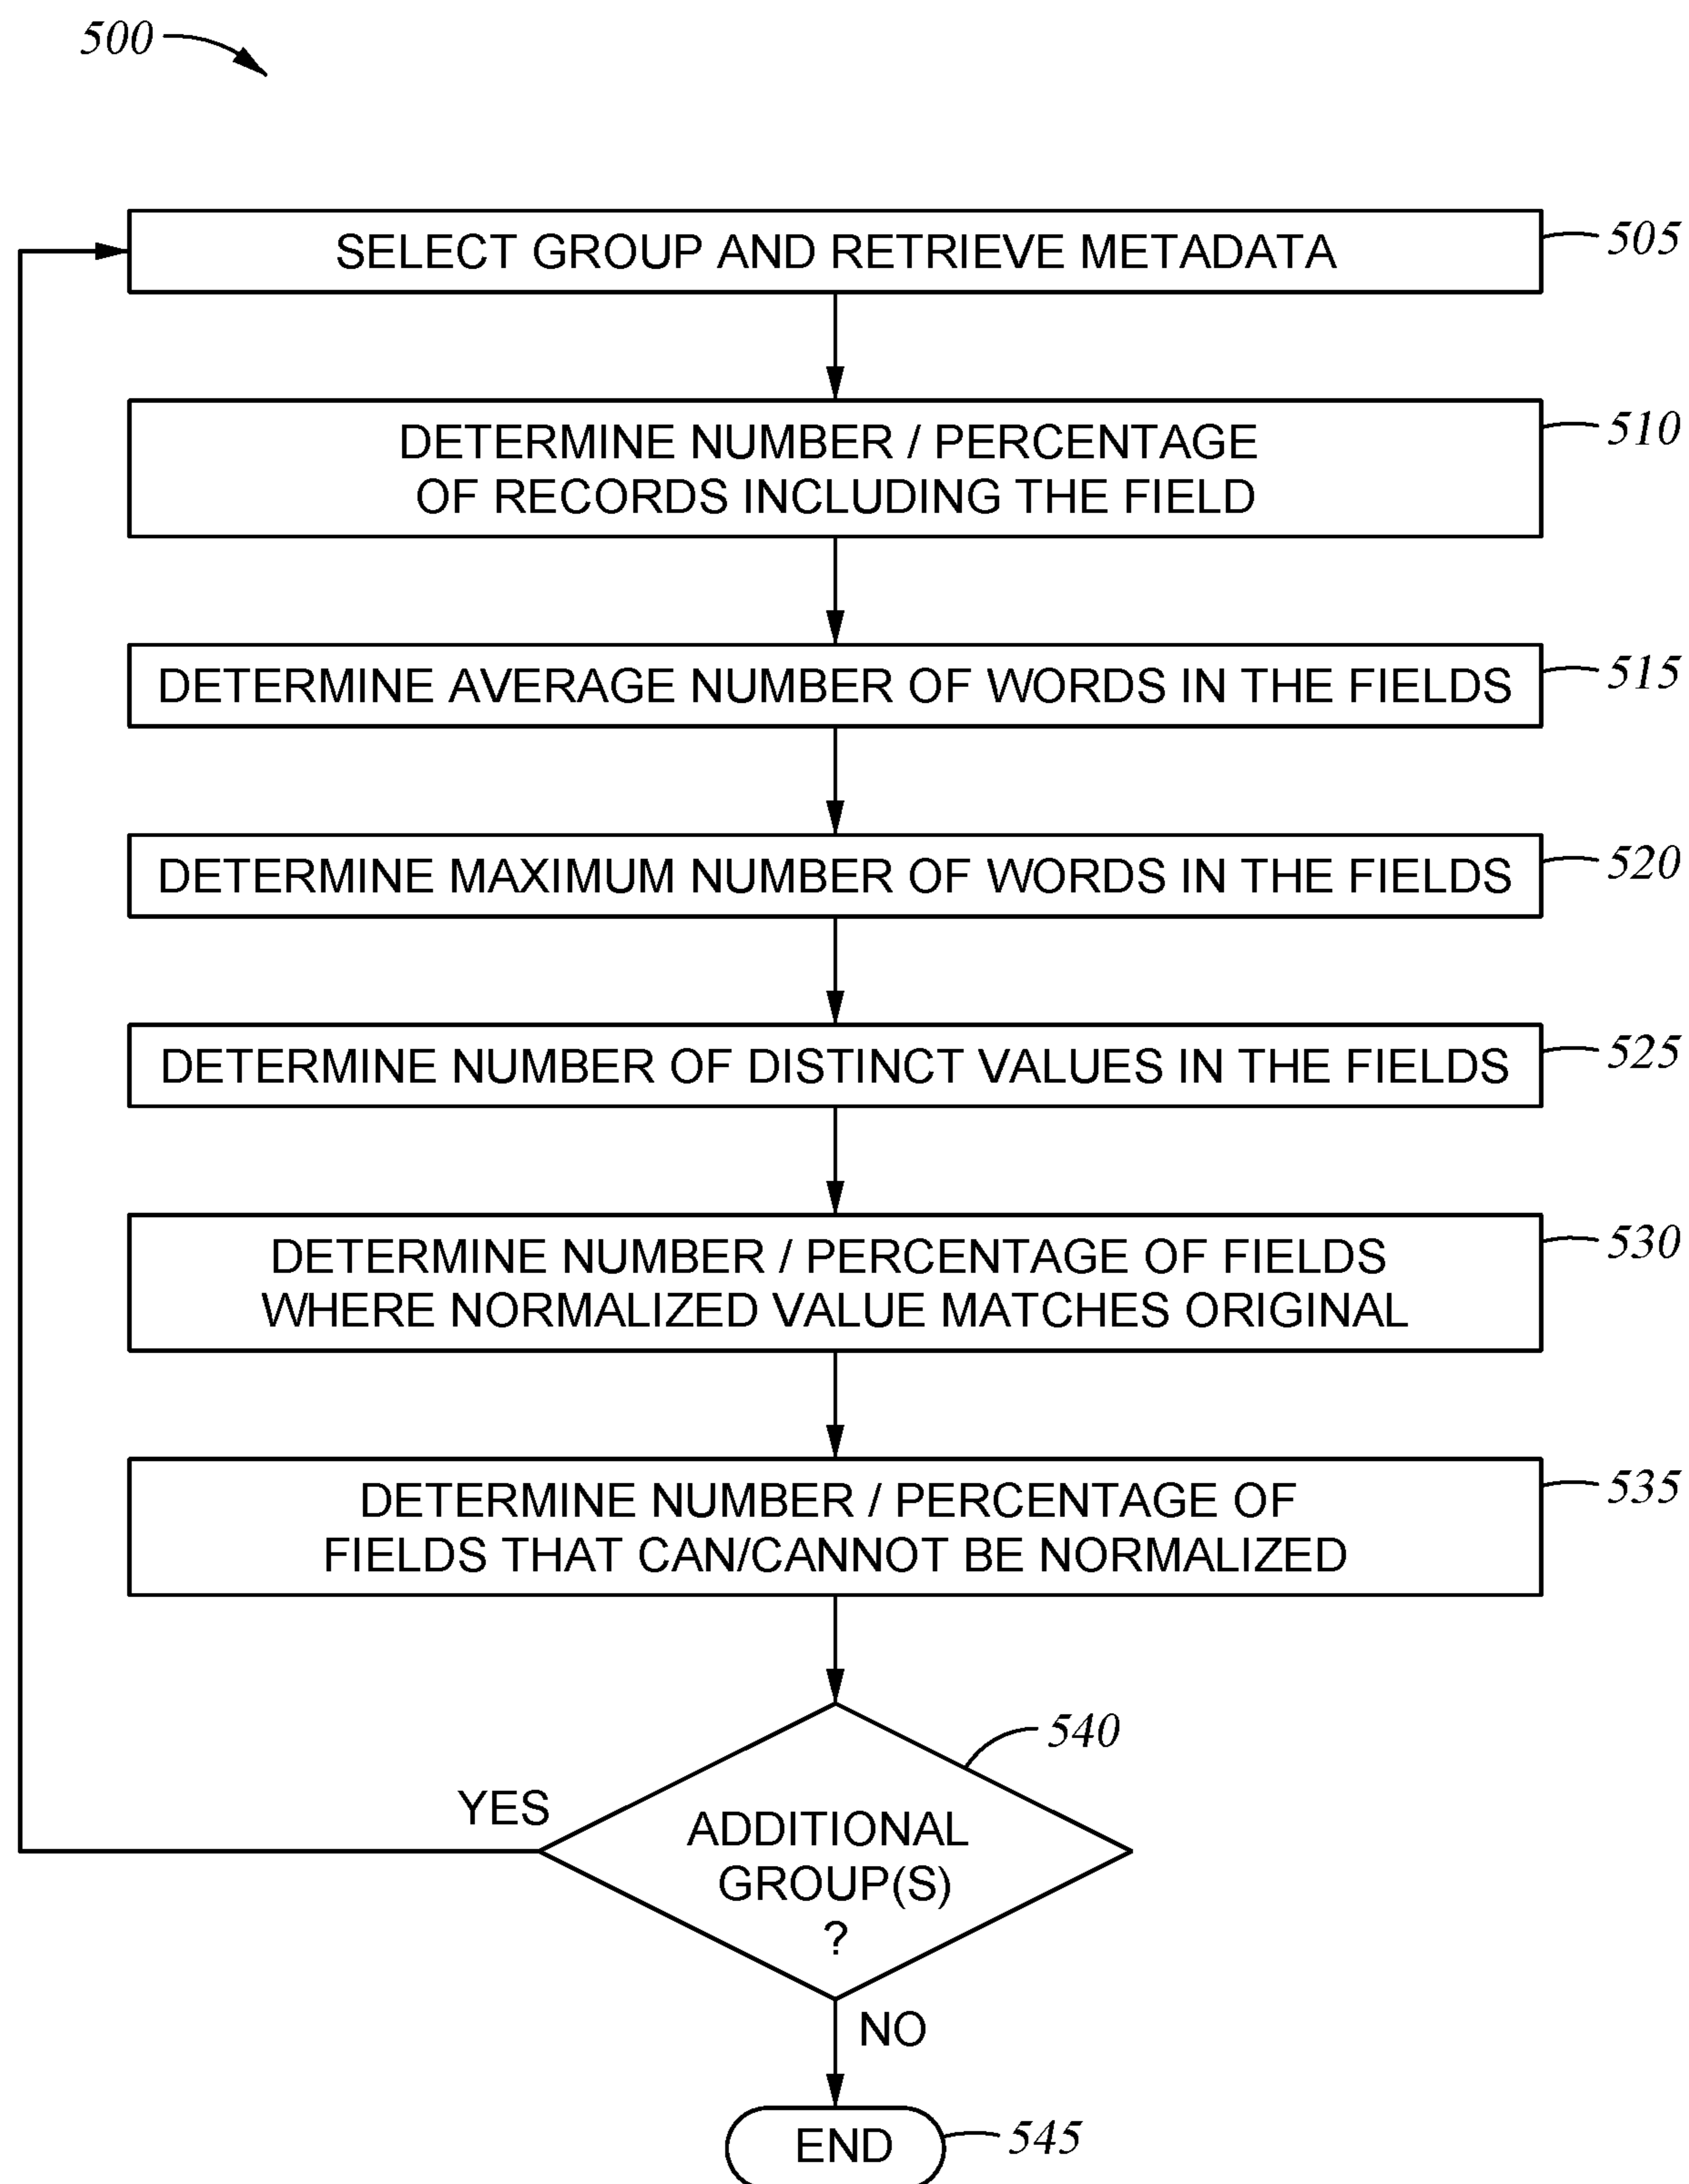 500
SELECT GROUP AND RETRIEVE METADATA
505
DETERMINE NUMBER / PERCENTAGE
OF RECORDS INCLUDING THE FIELD
510
DETERMINE AVERAGE NUMBER OF WORDS IN THE FIELDS
515
DETERMINE MAXIMUM NUMBER OF WORDS IN THE FIELDS
520
DETERMINE NUMBER OF DISTINCT VALUES IN THE FIELDS
525
DETERMINE NUMBER / PERCENTAGE OF FIELDS
WHERE NORMALIZED VALUE MATCHES ORIGINAL
530
DETERMINE NUMBER / PERCENTAGE OF
FIELDS THAT CAN/CANNOT BE NORMALIZED
535
540
YES
ADDITIONAL
GROUP(S)
?
NO
END
545